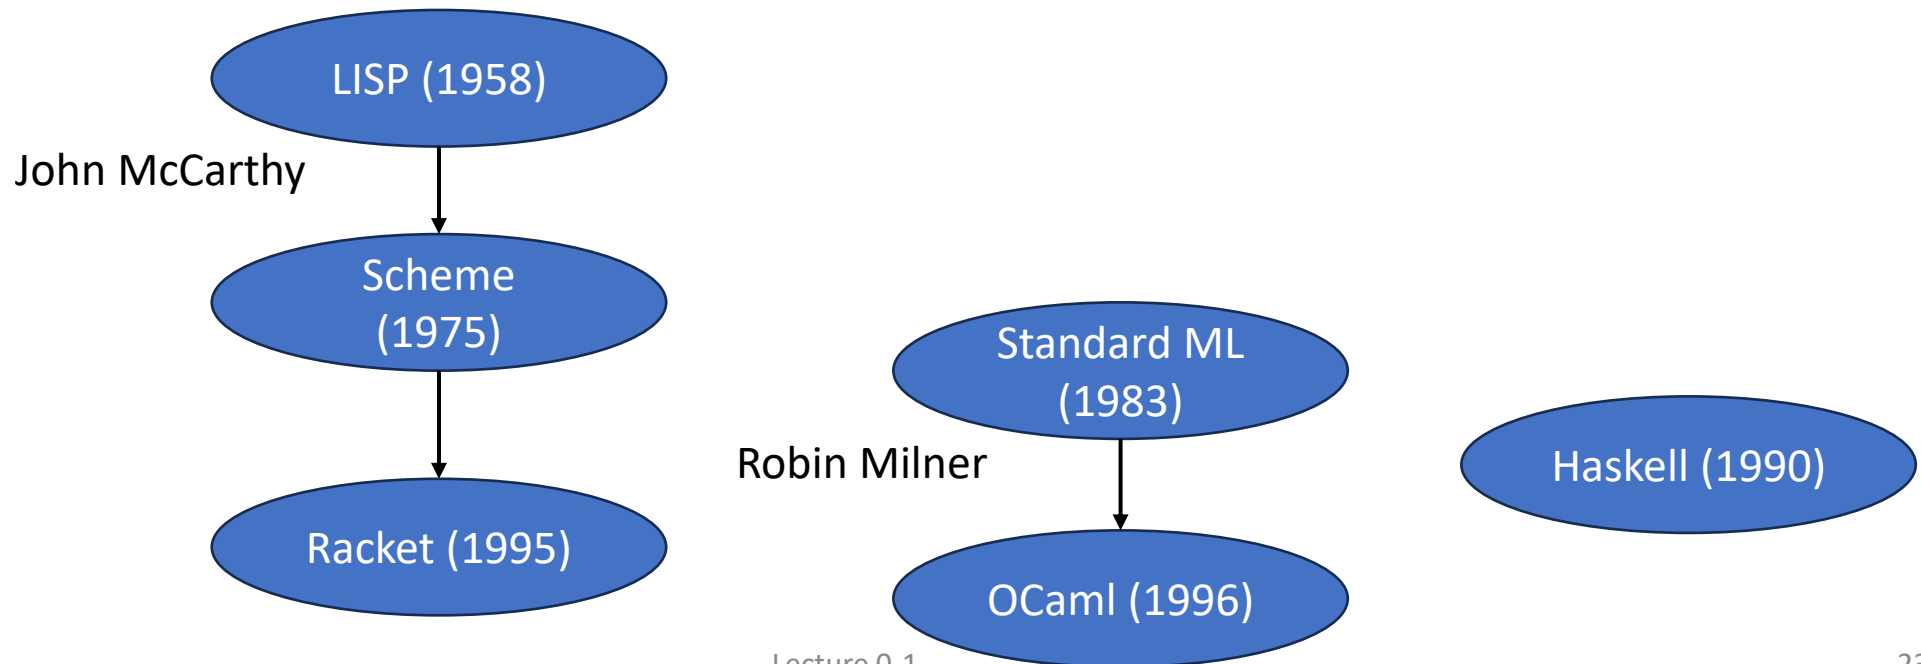 LISP (1958)
John McCarthy
Scheme
(1975)
Racket (1995)
Standard ML
(1983)
Robin Milner
OCaml (1996)
Haskell (1990)
Lecture 0-1